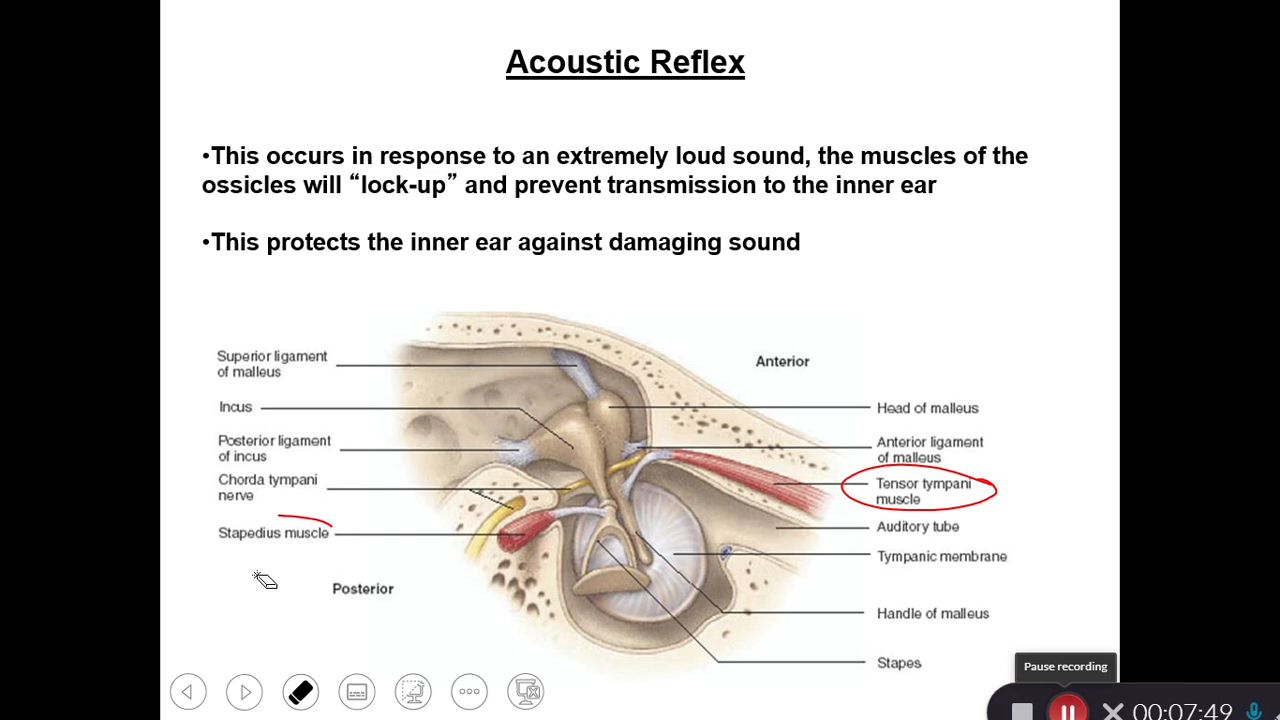 Acoustic Reflex
•This occurs in response to an extremely loud sound, the muscles of the
ossicles will “lock-up” and prevent transmission to the inner ear
•This protects the inner ear against damaging sound
Superior ligament
of malleus
Incus
Posterior ligament
of incus
Chorda tympani
nerve
Stapedius muscle
Posterior
Anterior
Head of malleus
Anterior ligament
of malleus
Tensor tympani
muscle
Auditory tube
Tympanic membrane
Handle of malleus
Stapes
Pause recording
00:07:49